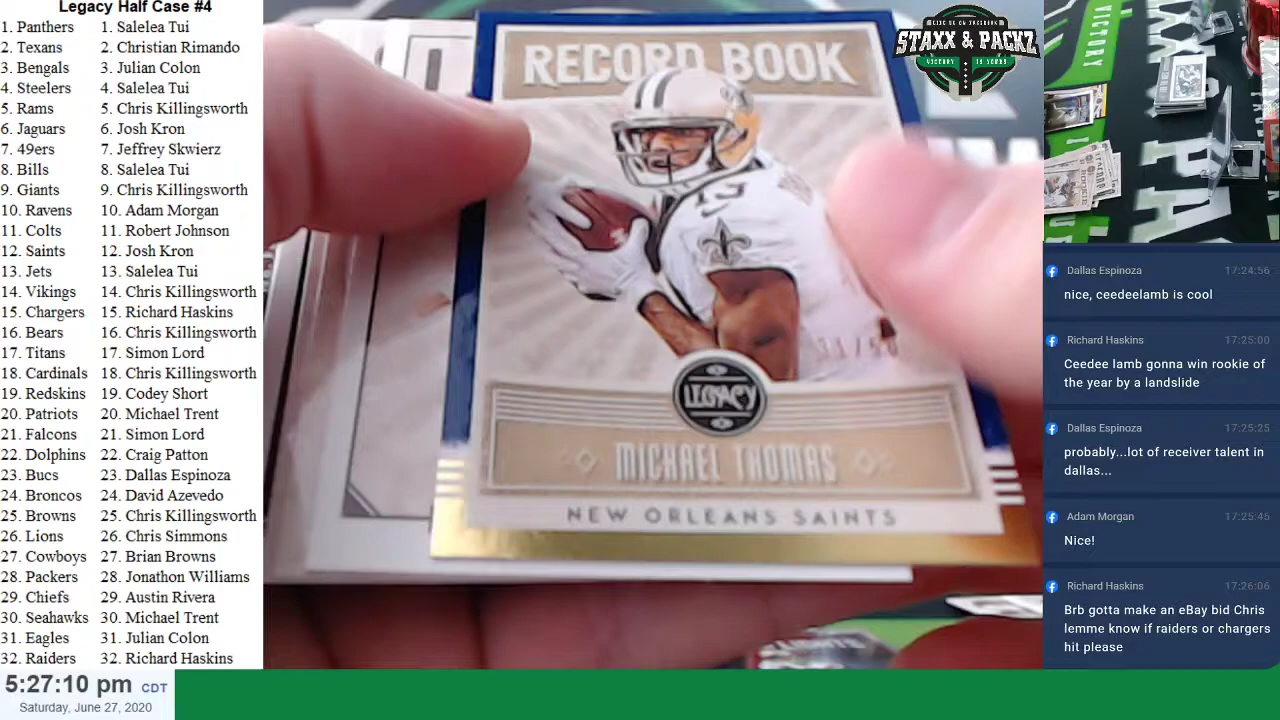 Legacy Half Case #4
1. Panthers 1. Salelea Tui
2. Texans 2. Christian Rimando
3. Bengals 3. Julian Colon
4. Steelers 4. Salelea Tui
5. Rams 5. Chris Killingsworth
6. Jaguars 6. Josh Kron
7. 49ers 7. Jeffrey Skwierz
8. Bills 8. Salelea Tui
9. Giants 9. Chris Killingsworth
10. Ravens 10. Adam Morgan
11. Colts 11. Robert Johnson
12. Saints 12. Josh Kron
13. Jets 13. Salelea Tui
14. Vikings 14. Chris Killingsworth
15. Chargers 15. Richard Haskins
16. Bears 16. Chris Killingsworth
17. Titans 17. Simon Lord
18. Cardinals 18. Chris Killingsworth
19. Redskins 19. Codey Short
20. Patriots 20. Michael Trent
21. Falcons 21. Simon Lord
22. Dolphins 22. Craig Patton
23. Bucs 23. Dallas Espinoza
24. Broncos 24. David Azevedo
25. Browns 25. Chris Killingsworth
26. Lions 26. Chris Simmons
27. Cowboys 27. Brian Browns
28. Packers 28. Jonathon Williams
29. Chiefs 29. Austin Rivera
30. Seahawks 30. Michael Trent
31. Eagles 31. Julian Colon
32. Raiders 32. Richard Haskins
5:27:10 pm CDT
Saturday, June 27, 2020
RECORD BOOK
LEGACY
MICHAEL THOMAS
NEW ORLEANS SAINTS
STAXX & PACKZ
VICTORY IS YOURS
VICTORY
Dallas Espinoza 17:24:56
nice, ceedeelamb is cool
Richard Haskins 17:25:00
Ceedee lamb gonna win rookie of
the year by a landslide
Dallas Espinoza 17:25:25
probably...lot of receiver talent in
dallas...
Adam Morgan 17:25:45
Nice!
Richard Haskins 17:26:06
Brb gotta make an eBay bid Chris
lemme know if raiders or chargers
hit please